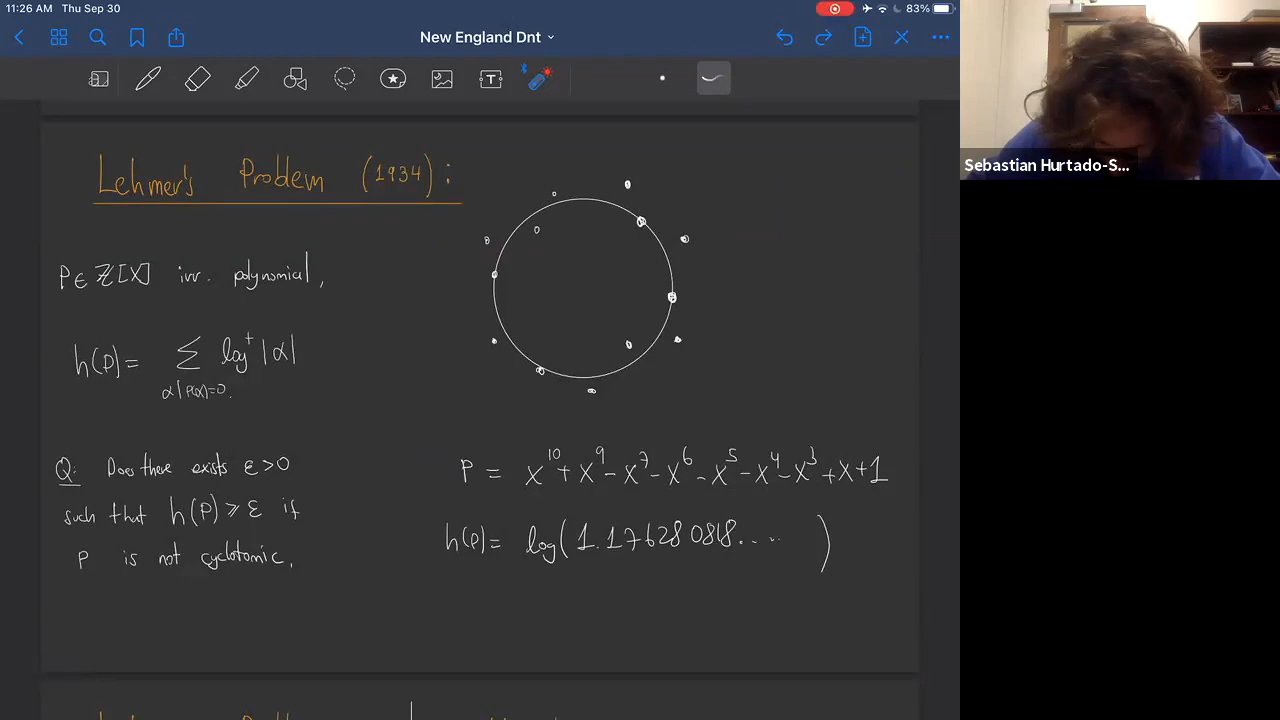 11:26 AM Thu Sep 30
83%
New England Dnt
Lehmer's Problem (1934):
P ∈ ℤ[X] irr. polynomial,
h(P) = Σ log⁺ |α|
α | P(α)=0.
Q: Does there exists ε > 0
such that h(P) ≥ ε if
P is not cyclotomic.
P = x¹⁰ + x⁹ - x⁷ - x⁶ - x⁵ - x⁴ - x³ + x + 1
h(P) = log(1.176280818.... )
Sebastian Hurtado-S...